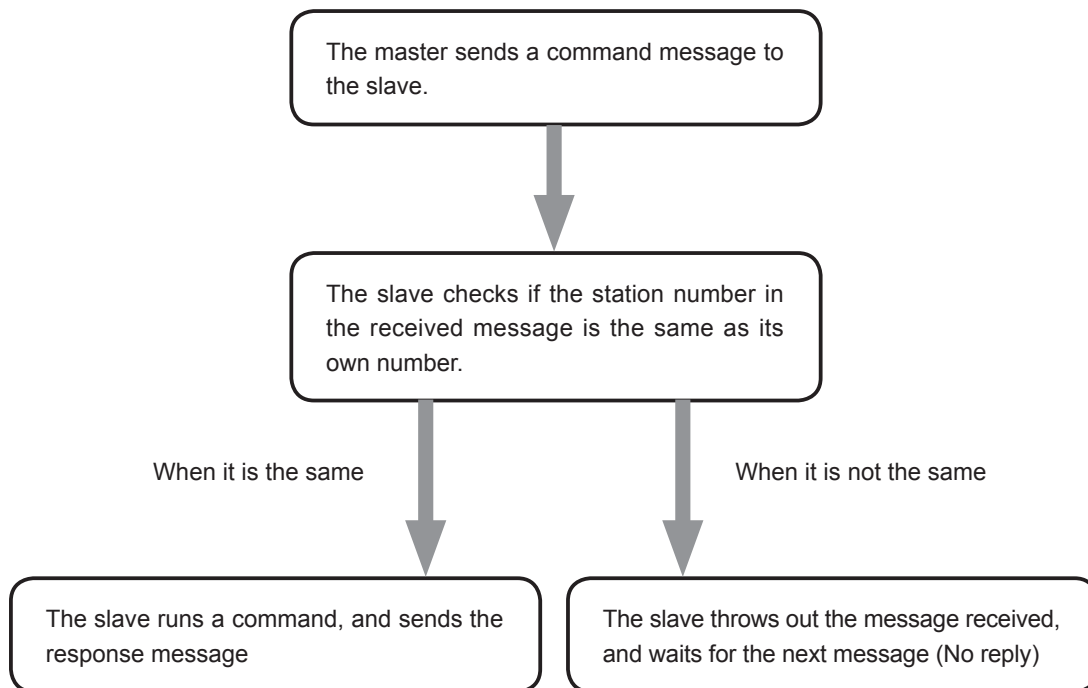 The master sends a command message to
the slave.
The slave checks if the station number in
the received message is the same as its
own number.
When it is the same
When it is not the same
The slave runs a command, and sends the
response message
The slave throws out the message received,
and waits for the next message (No reply)